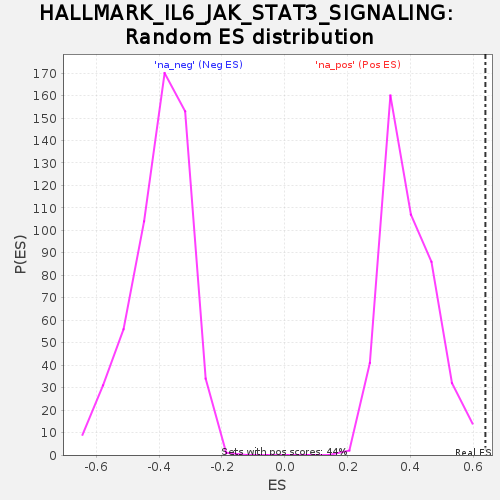 HALLMARK_IL6_JAK_STAT3_SIGNALING:
Random ES distribution
'na_neg' (Neg ES)
'na_pos' (Pos ES)
P(ES)
170
160
150
140
130
120
110
100
90
80
70
60
50
40
30
20
10
0
Sets with pos scores: 44%
Real ES
-0.6 -0.4 -0.2 0.0 0.2 0.4 0.6
ES